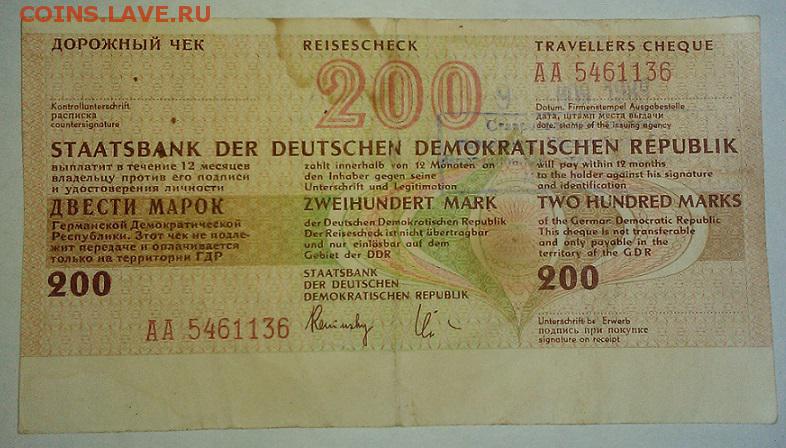 COINS.LAVE.RU
ДОРОЖНЫЙ ЧЕК
REISESCHECK
TRAVELLERS CHEQUE
200
AA 5461136
Kontrollunterschrift
расписка
countersignature
Datum. Firmenstempel Ausgabestelle
дата, штамп места выдачи
date. stamp of the issuing agency
STAATSBANK DER DEUTSCHEN DEMOKRATISCHEN REPUBLIK
выплатит в течение 12 месяцев
владельцу против его подписи
и удостоверения личности
zahlt innerhalb von 12 Monaten an
den Inhaber gegen seine
Unterschrift und Legitimation
will pay within 12 months
to the holder against his signature
and identification
ДВЕСТИ МАРОК
Германской Демократической
Республики. Этот чек не подле-
жит передаче и оплачивается
только на территории ГДР
ZWEIHUNDERT MARK
der Deutschen Demokratischen Republik
Der Reisescheck ist nicht übertragbar
und nur einlösbar auf dem
Gebiet der DDR
TWO HUNDRED MARKS
of the German Democratic Republic
This cheque is not transferable
and only payable in the
territory of the GDR
200
STAATSBANK
DER DEUTSCHEN
DEMOKRATISCHEN REPUBLIK
200
AA 5461136
Unterschrift be Erwerb
подпись при покупке
signature on receipt